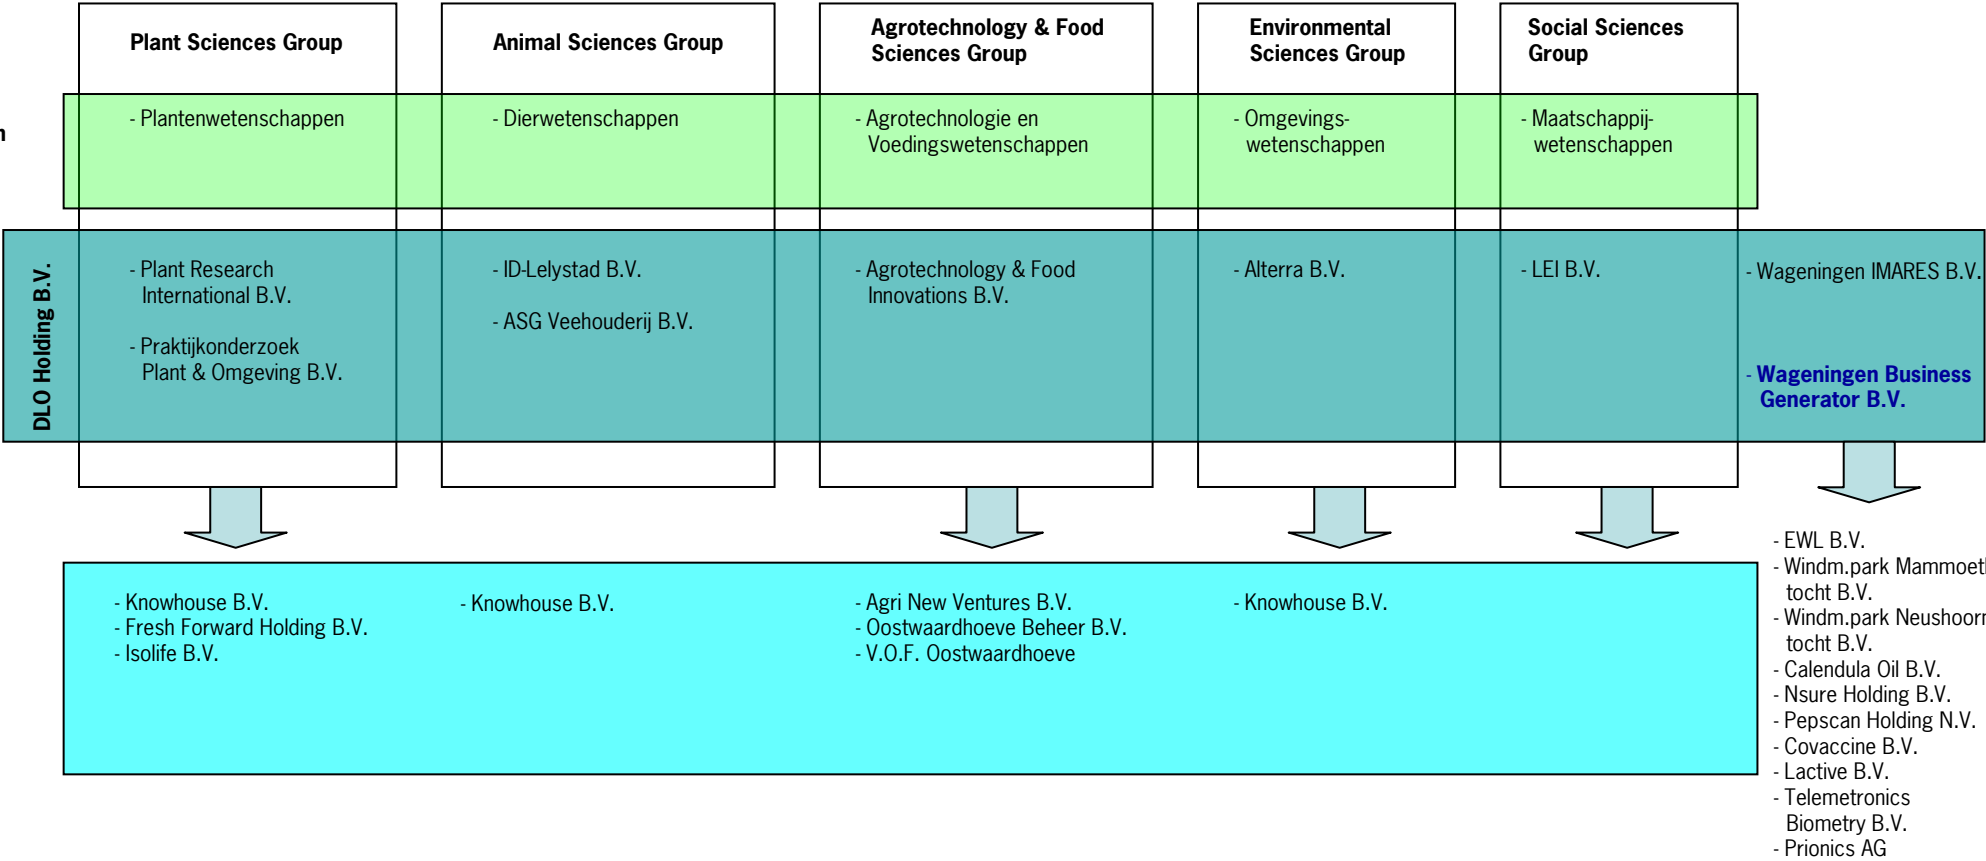 Plant Sciences Group
Animal Sciences Group
Agrotechnology & Food
Sciences Group
Environmental
Sciences Group
Social Sciences
Group
- Plantenwetenschappen
- Dierwetenschappen
- Agrotechnologie en
Voedingswetenschappen
- Omgevings-
wetenschappen
- Maatschappij-
wetenschappen
DLO Holding B.V.
- Plant Research
International B.V.
- Praktijkonderzoek
Plant & Omgeving B.V.
- ID-Lelystad B.V.
- ASG Veehouderij B.V.
- Agrotechnology & Food
Innovations B.V.
- Alterra B.V.
- LEI B.V.
- Wageningen IMARES B.V.
- Wageningen Business
Generator B.V.
- Knowhouse B.V.
- Fresh Forward Holding B.V.
- Isolife B.V.
- Knowhouse B.V.
- Agri New Ventures B.V.
- Oostwaardhoeve Beheer B.V.
- V.O.F. Oostwaardhoeve
- Knowhouse B.V.
- EWL B.V.
- Windm.park Mammoeth
tocht B.V.
- Windm.park Neushoorn
tocht B.V.
- Calendula Oil B.V.
- Nsure Holding B.V.
- Pepscan Holding N.V.
- Covaccine B.V.
- Lactive B.V.
- Telemetronics
Biometry B.V.
- Prionics AG